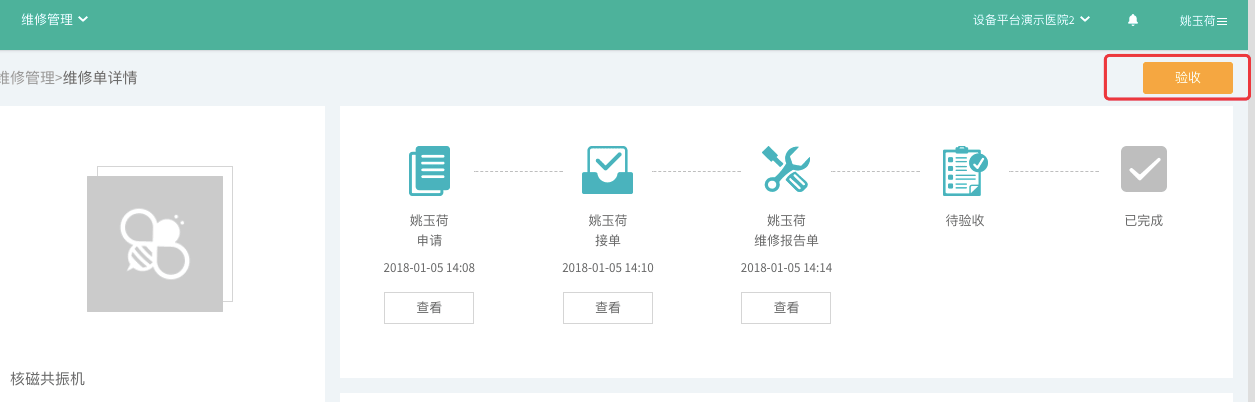 维修管理
设备平台演示医院2
姚玉荷
维修管理>维修单详情
验收
姚玉荷
申请
2018-01-05 14:08
查看
姚玉荷
接单
2018-01-05 14:10
查看
姚玉荷
维修报告单
2018-01-05 14:14
查看
待验收
已完成
核磁共振机